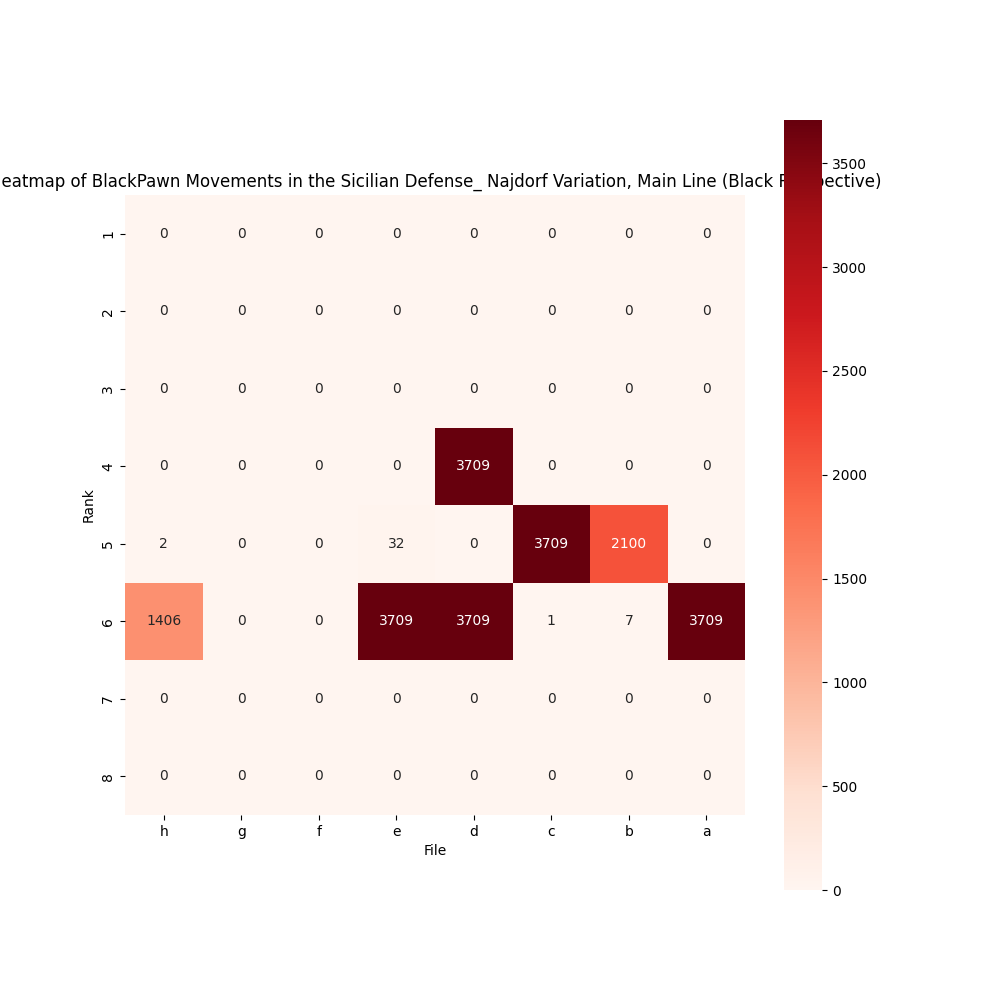 eatmap of BlackPawn Movements in the Sicilian Defense_ Najdorf Variation, Main Line (Black pective)
1 0 0 0 0 0 0 0 0
2 0 0 0 0 0 0 0 0
3 0 0 0 0 0 0 0 0
4 0 0 0 0 3709 0 0 0
5 2 0 0 32 0 3709 2100 0
6 1406 0 0 3709 3709 1 7 3709
7 0 0 0 0 0 0 0 0
8 0 0 0 0 0 0 0 0
h g f e d c b a
Rank
File
3500
3000
2500
2000
1500
1000
500
0